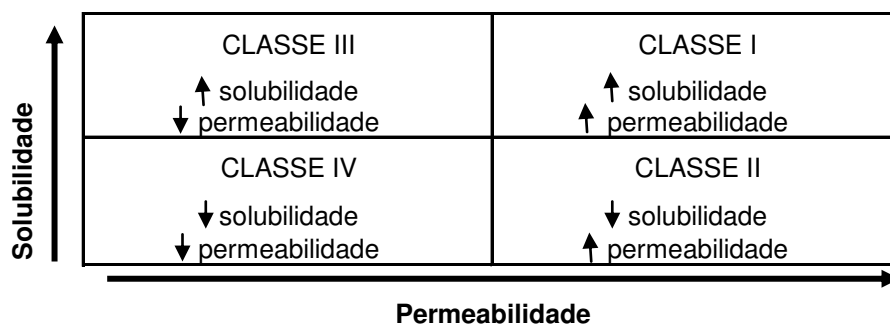 Solubilidade
CLASSE III
solubilidade
permeabilidade
CLASSE I
solubilidade
permeabilidade
CLASSE IV
solubilidade
permeabilidade
CLASSE II
solubilidade
permeabilidade
Permeabilidade